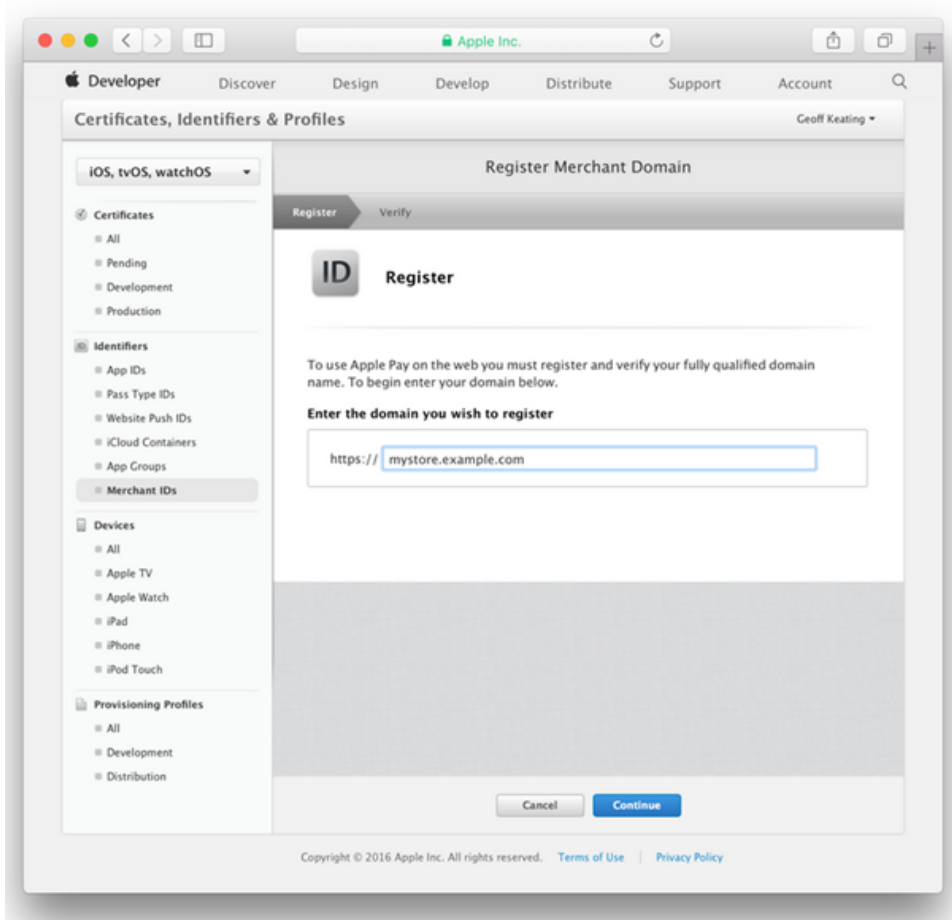 Apple Inc.
Developer Discover Design Develop Distribute Support Account
Certificates, Identifiers & Profiles Geoff Keating
iOS, tvOS, watchOS
Certificates
All
Pending
Development
Production
Identifiers
App IDs
Pass Type IDs
Website Push IDs
iCloud Containers
App Groups
Merchant IDs
Devices
All
Apple TV
Apple Watch
iPad
iPhone
iPod Touch
Provisioning Profiles
All
Development
Distribution
Register Merchant Domain
Register Verify
ID Register
To use Apple Pay on the web you must register and verify your fully qualified domain
name. To begin enter your domain below.
Enter the domain you wish to register
https:// mystore.example.com
Cancel Continue
Copyright © 2016 Apple Inc. All rights reserved. Terms of Use | Privacy Policy